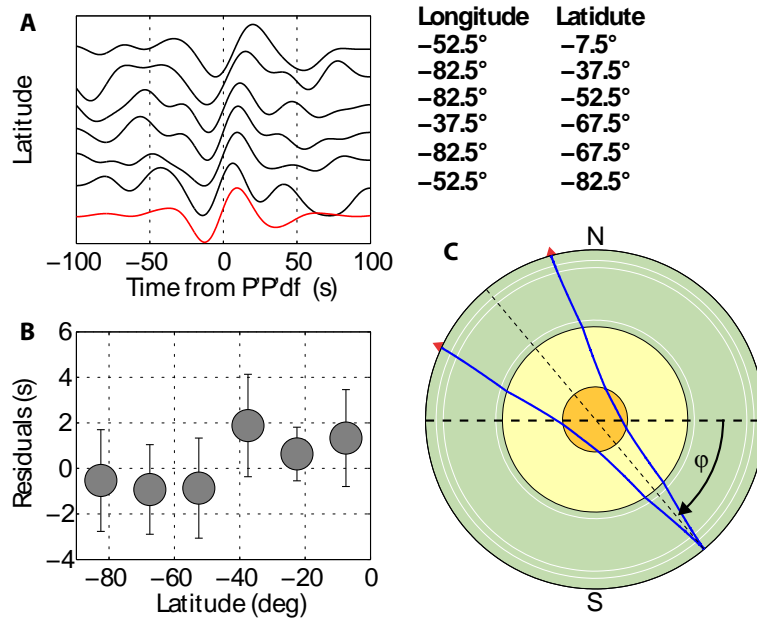 A
Latitude
−100 −50 0 50 100
Time from P'P'df (s)
Longitude Latidute
−52.5° −7.5°
−82.5° −37.5°
−82.5° −52.5°
−37.5° −67.5°
−82.5° −67.5°
−52.5° −82.5°
B
6
4
2
0
−2
−4
Residuals (s)
−80 −60 −40 −20 0
Latitude (deg)
C
N
φ
S